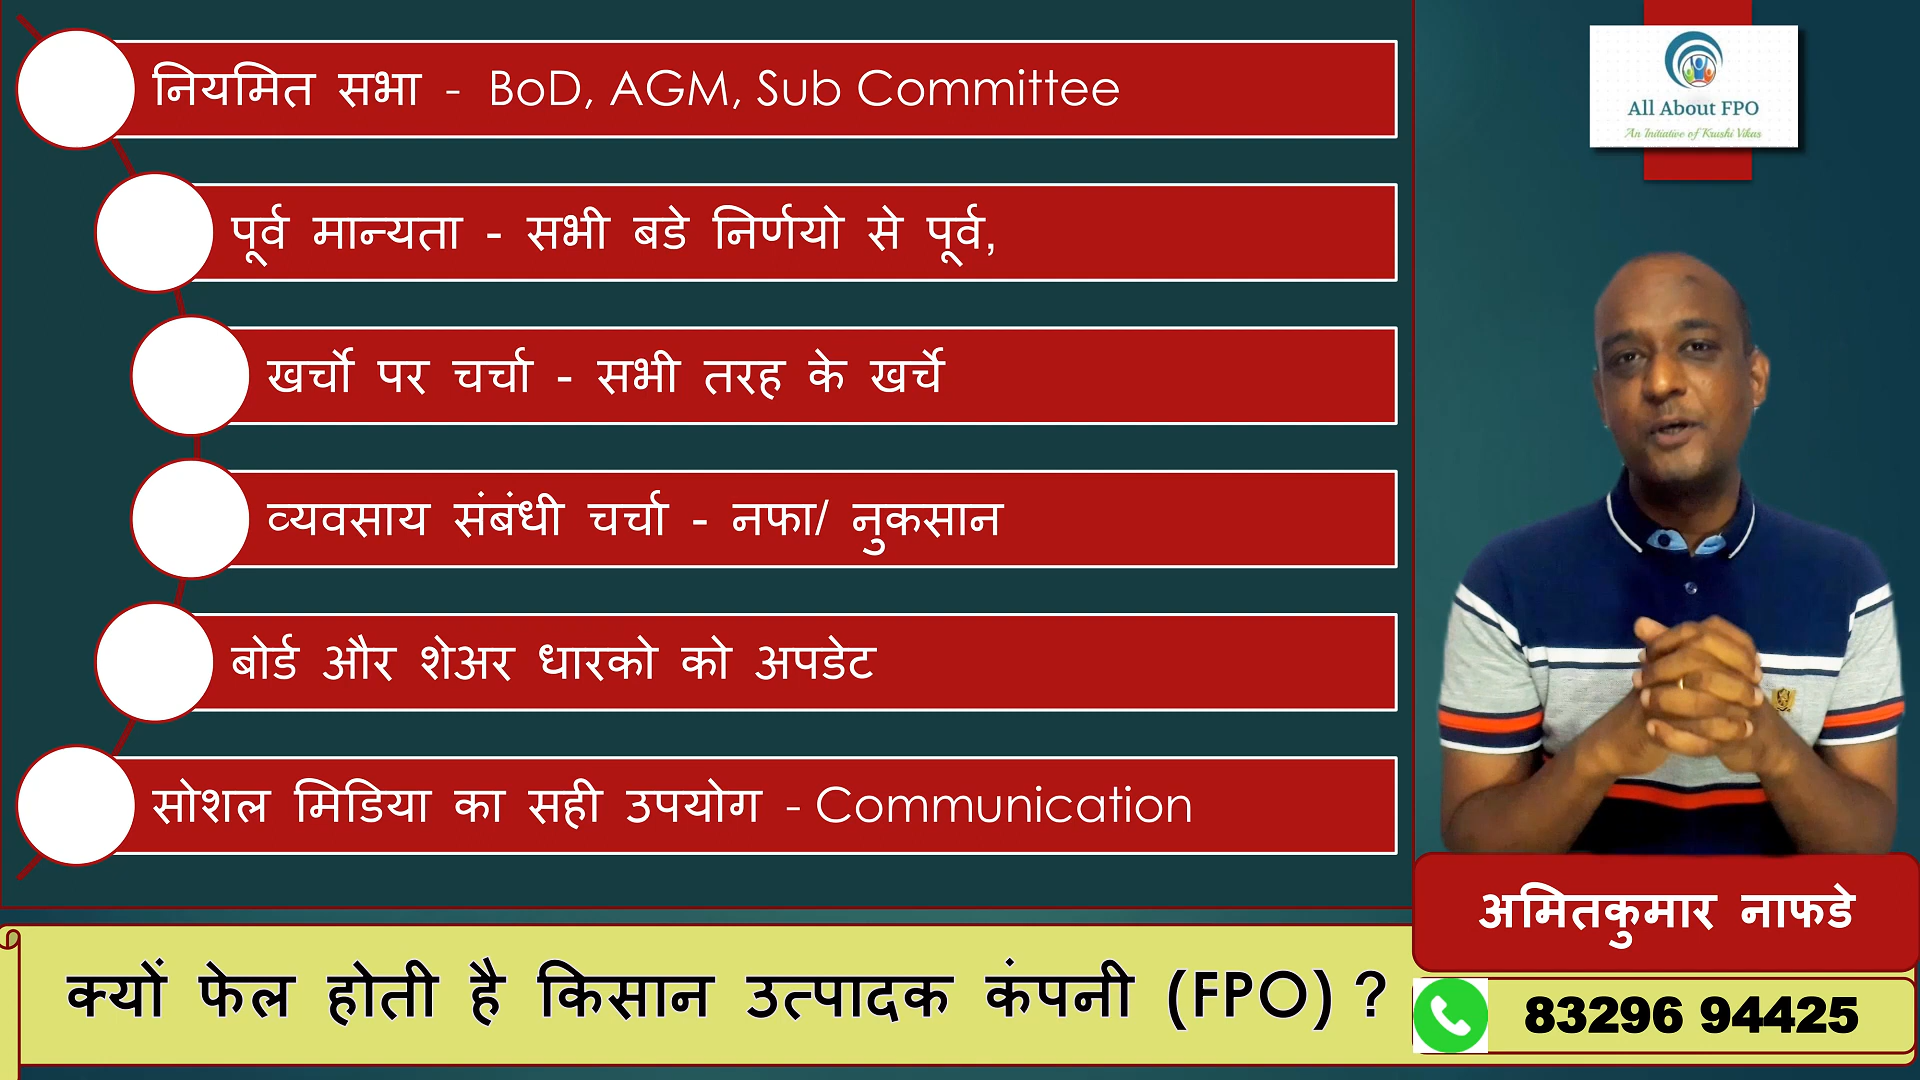 नियमित सभा - BoD, AGM, Sub Committee
पूर्व मान्यता - सभी बडे निर्णयो से पूर्व,
खर्चो पर चर्चा - सभी तरह के खर्चे
व्यवसाय संबंधी चर्चा - नफा/ नुकसान
बोर्ड और शेअर धारको को अपडेट
सोशल मिडिया का सही उपयोग - Communication
All About FPO
An Initiative of Krushi Vikas
अमितकुमार नाफडे
क्यों फेल होती है किसान उत्पादक कंपनी (FPO) ?
83296 94425